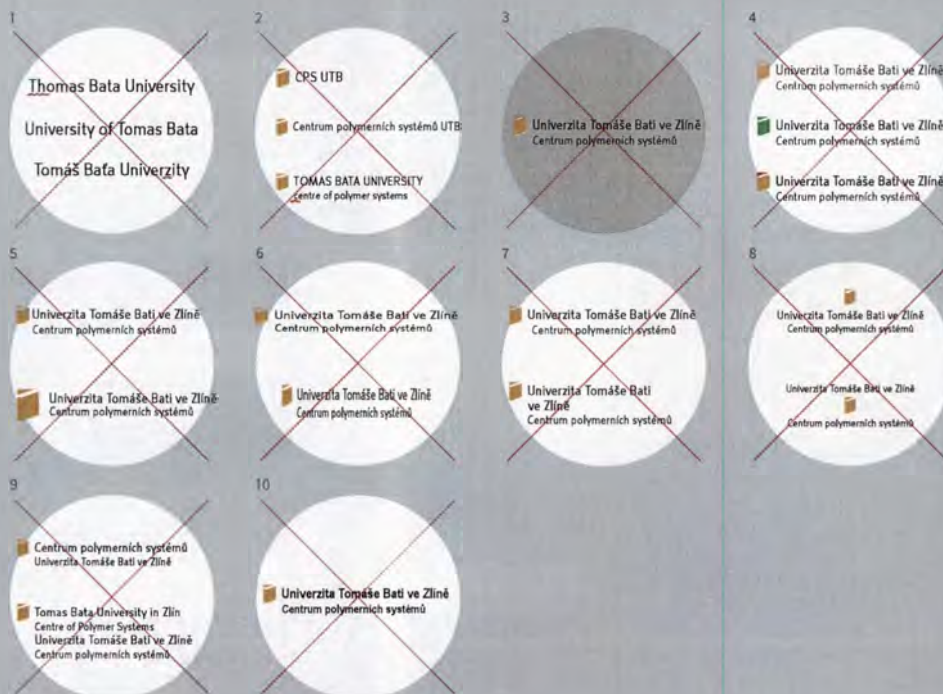 1
Thomas Bata University
University of Tomas Bata
Tomáš Baťa Univerzity
2
CPS UTB
Centrum polymerních systémů UTB
TOMAS BATA UNIVERSITY
centre of polymer systems
3
Univerzita Tomáše Bati ve Zlíně
Centrum polymerních systémů
4
Univerzita Tomáše Bati ve Zlíně
Centrum polymerních systémů
Univerzita Tomáše Bati ve Zlíně
Centrum polymerních systémů
Univerzita Tomáše Bati ve Zlíně
Centrum polymerních systémů
5
Univerzita Tomáše Bati ve Zlíně
Centrum polymerních systémů
Univerzita Tomáše Bati ve Zlíně
Centrum polymerních systémů
6
Univerzita Tomáše Bati ve Zlíně
Centrum polymerních systémů
Univerzita Tomáše Bati ve Zlíně
Centrum polymerních systémů
7
Univerzita Tomáše Bati ve Zlíně
Centrum polymerních systémů
Univerzita Tomáše Bati
ve Zlíně
Centrum polymerních systémů
8
Univerzita Tomáše Bati ve Zlíně
Centrum polymerních systémů
Univerzita Tomáše Bati ve Zlíně
Centrum polymerních systémů
9
Centrum polymerních systémů
Univerzita Tomáše Bati ve Zlíně
Tomas Bata University in Zlín
Centre of Polymer Systems
Univerzita Tomáše Bati ve Zlíně
Centrum polymerních systémů
10
Univerzita Tomáše Bati ve Zlíně
Centrum polymerních systémů